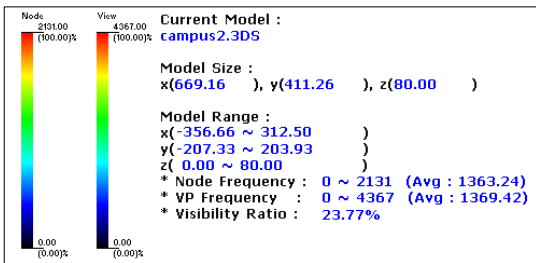 Node View
2131.00 4367.00
(100.00)% (100.00)%
0.00 0.00
(0.00)% (0.00)%
Current Model :
campus2.3DS
Model Size :
x(669.16 ), y(411.26 ), z(80.00 )
Model Range :
x(-356.66 ~ 312.50 )
y(-207.33 ~ 203.93 )
z( 0.00 ~ 80.00 )
* Node Frequency : 0 ~ 2131 (Avg : 1363.24)
* VP Frequency : 0 ~ 4367 (Avg : 1369.42)
* Visibility Ratio : 23.77%